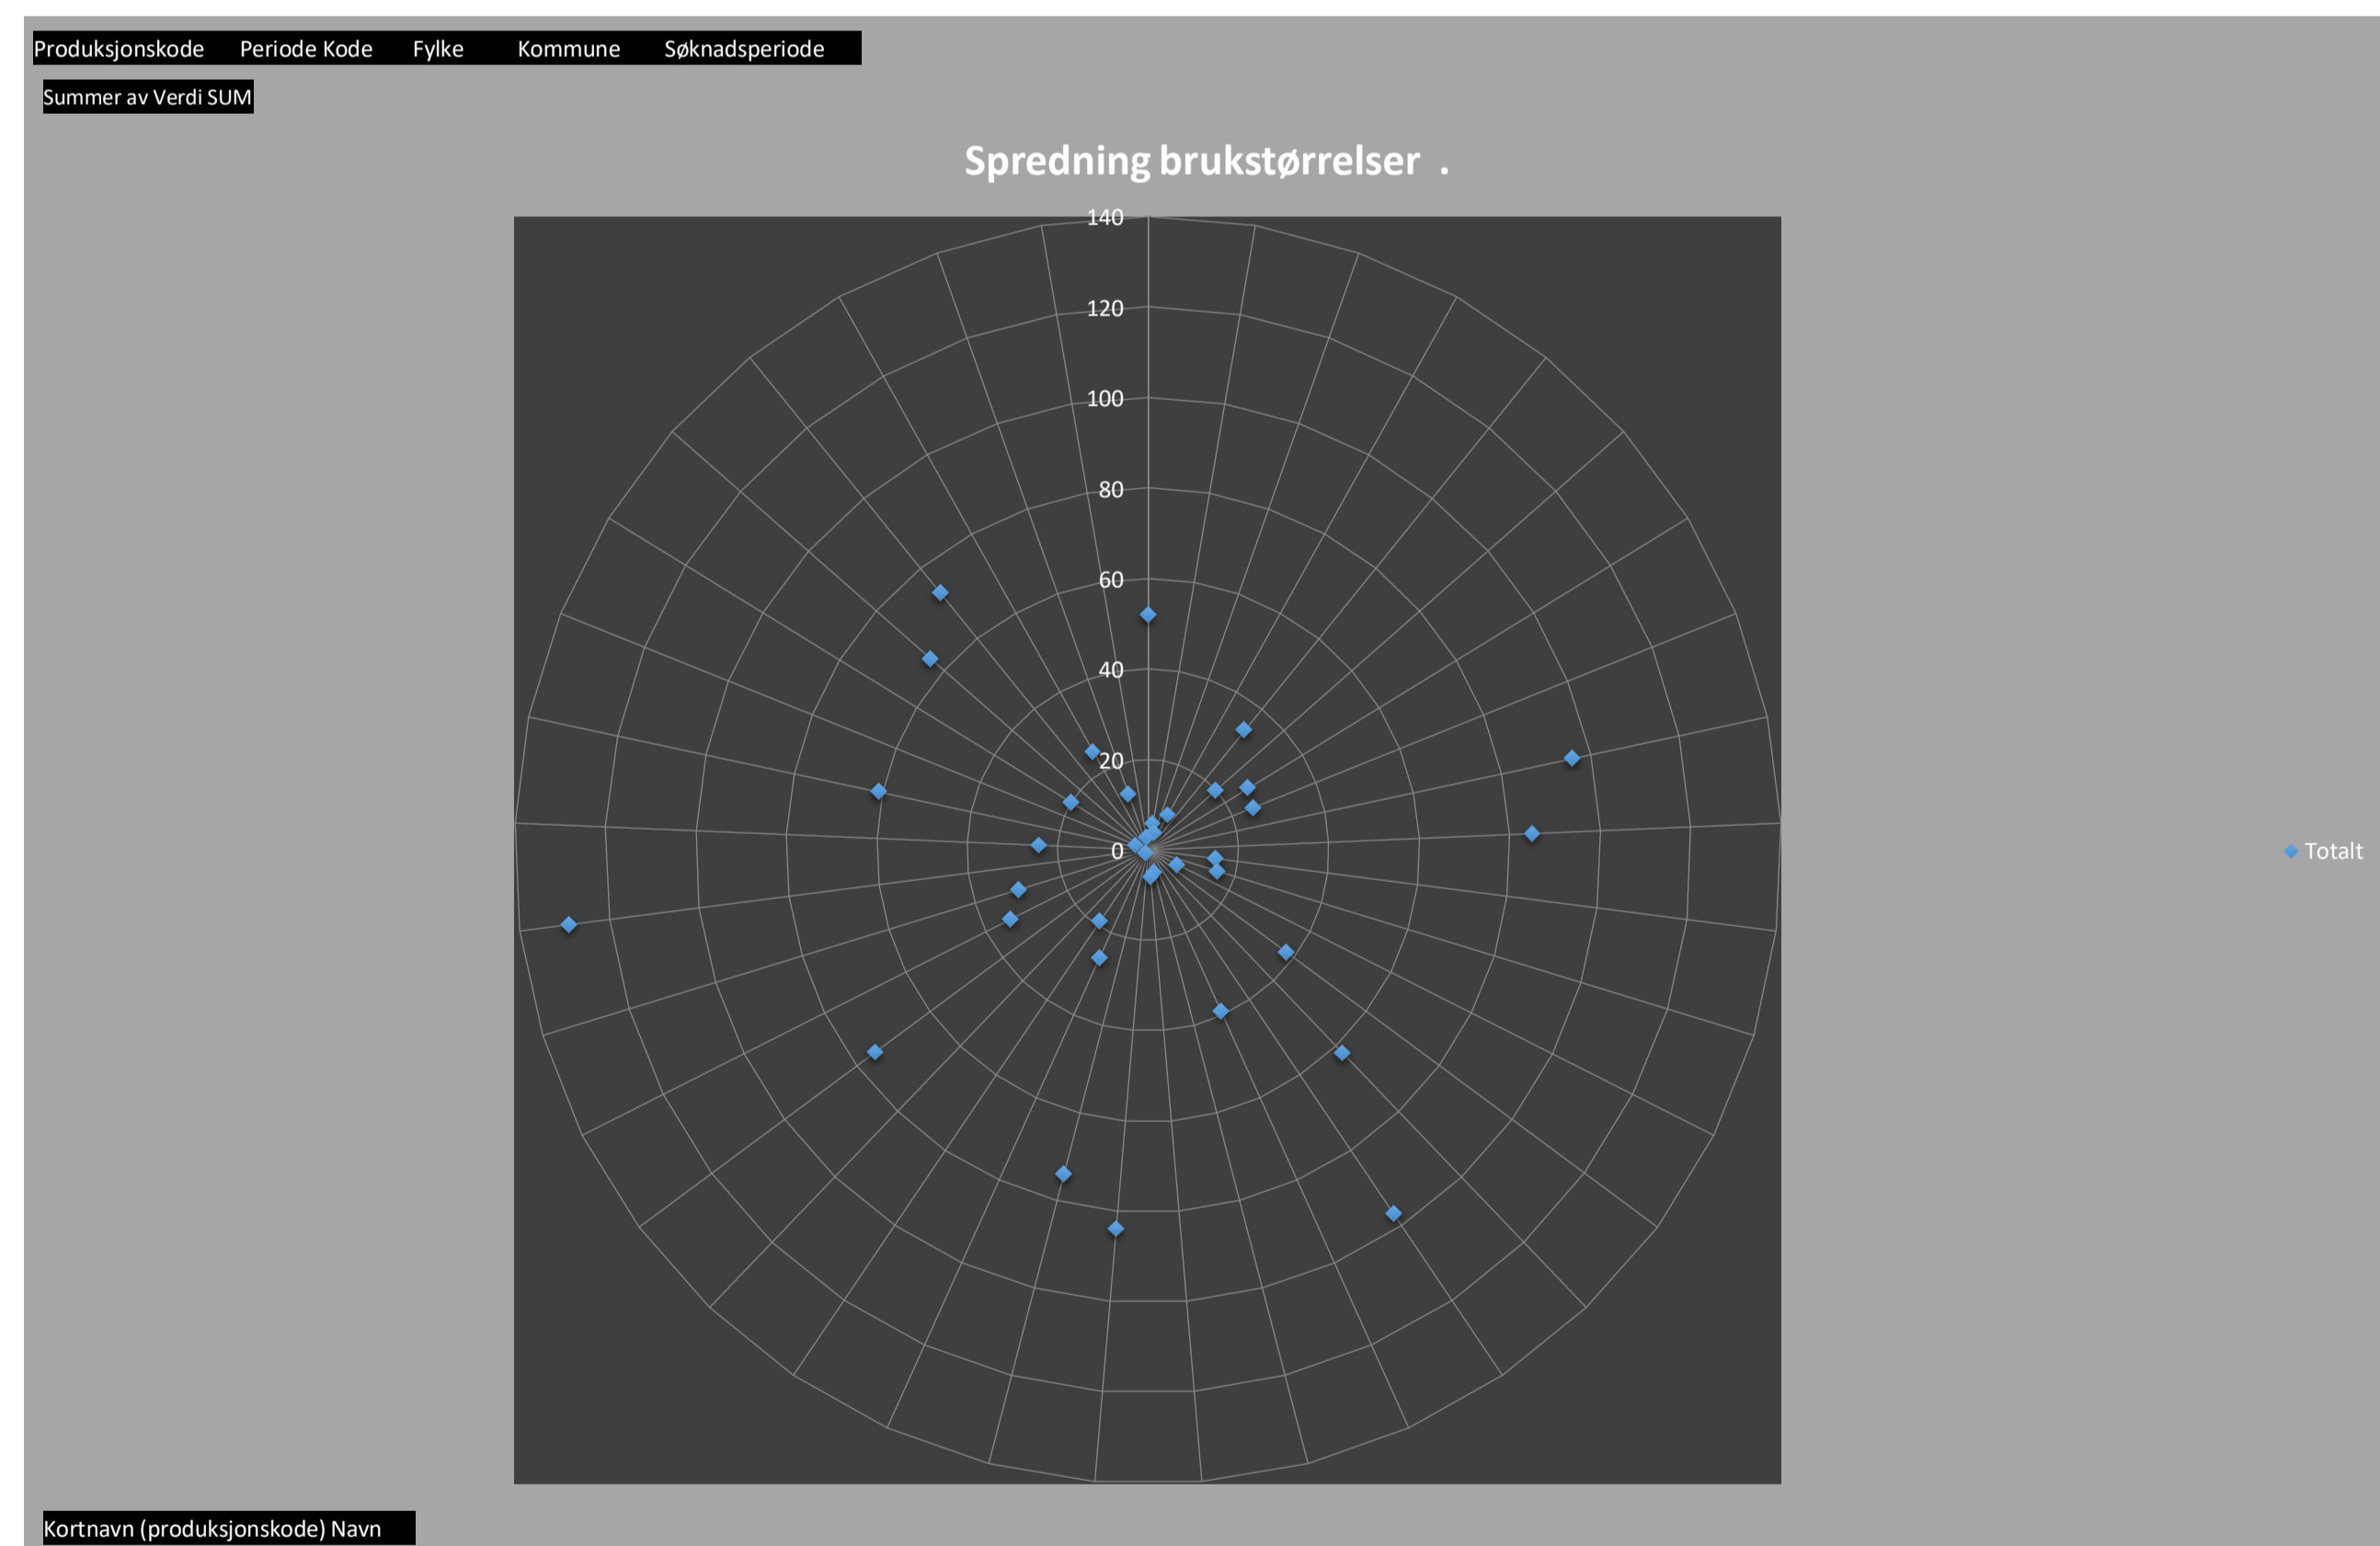 Produksjonskode Periode Kode Fylke Kommune Søknadsperiode
Summer av Verdi SUM
Spredning brukstørrelser .
140
120
100
80
60
40
20
0
Totalt
Kortnavn (produksjonskode) Navn